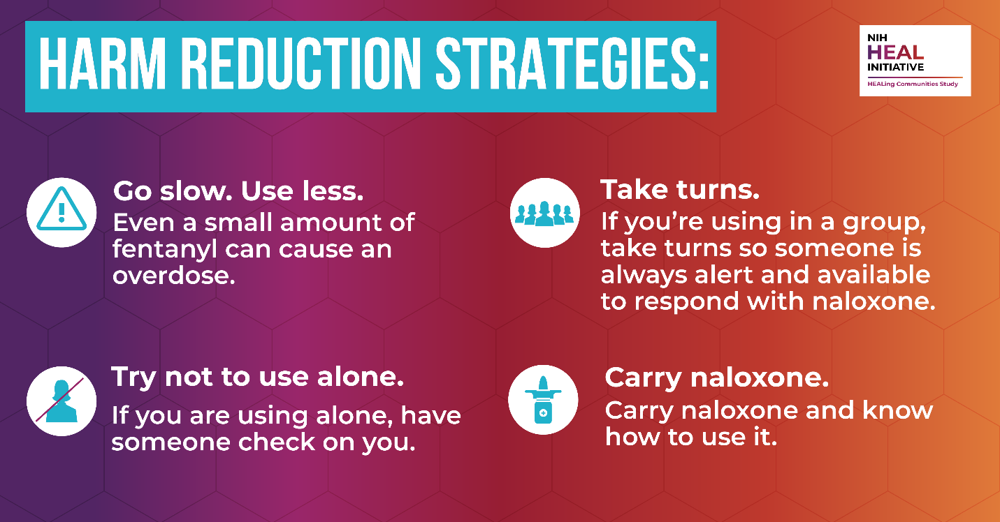 HARM REDUCTION STRATEGIES:
NIH
HEAL
INITIATIVE
HEALing Communities Study
Go slow. Use less.
Even a small amount of
fentanyl can cause an
overdose.
Take turns.
If you’re using in a group,
take turns so someone is
always alert and available
to respond with naloxone.
Try not to use alone.
If you are using alone, have
someone check on you.
Carry naloxone.
Carry naloxone and know
how to use it.